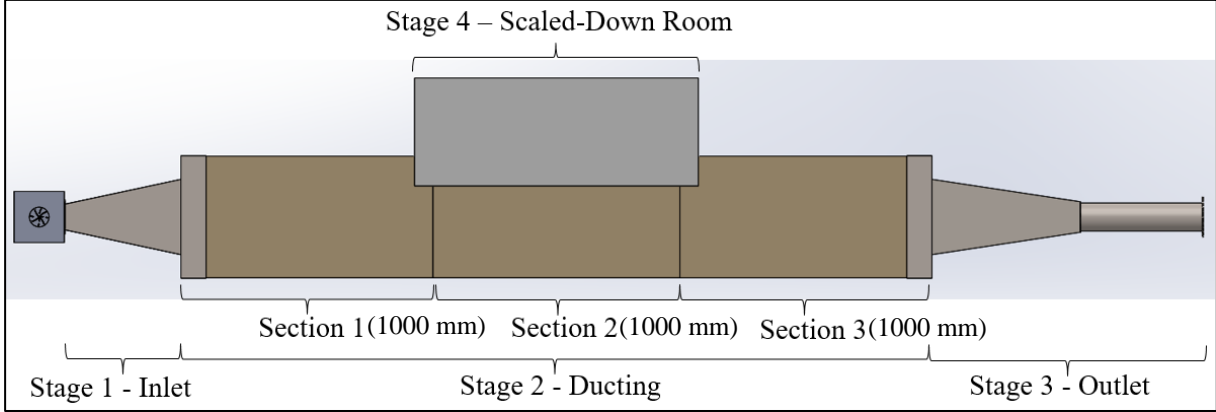 Stage 4 – Scaled-Down Room
Section 1(1000 mm)
Section 2(1000 mm)
Section 3(1000 mm)
Stage 1 - Inlet
Stage 2 - Ducting
Stage 3 - Outlet